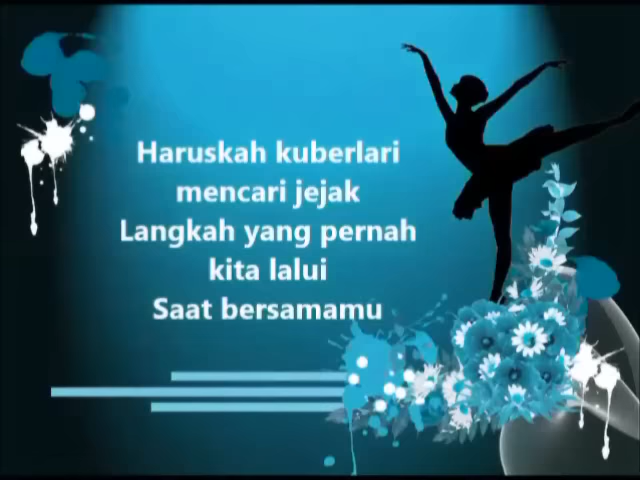 Haruskah kuberlari
mencari jejak
Langkah yang pernah
kita lalui
Saat bersamamu